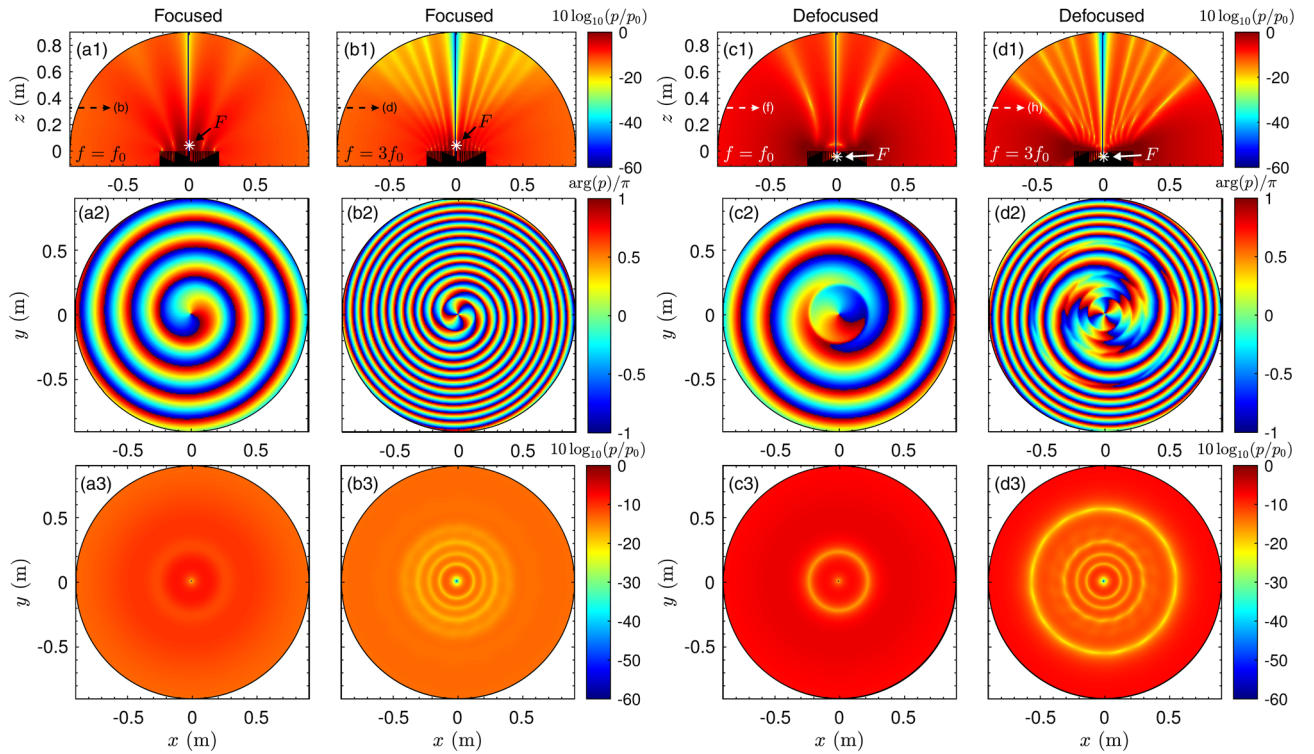 Focused
10 log₁₀(p/p₀)
Focused
10 log₁₀(p/p₀)
Defocused
Defocused
10 log₁₀(p/p₀)
(a1)
(b1)
(c1)
(d1)
0.8
0.6
0.4
0.2
0
z (m)
(b)
(d)
(f)
(h)
F
F
F
F
f = f₀
f = 3f₀
f = f₀
f = 3f₀
0
-20
-40
-60
0
-20
-40
-60
-0.5 0 0.5
-0.5 0 0.5
-0.5 0 0.5
-0.5 0 0.5
arg(p)/π
arg(p)/π
(a2)
(b2)
(c2)
(d2)
0.5
0
-0.5
y (m)
0.5
0
-0.5
y (m)
1
0.5
0
-0.5
-1
1
0.5
0
-0.5
-1
-0.5 0 0.5
-0.5 0 0.5
10 log₁₀(p/p₀)
10 log₁₀(p/p₀)
(a3)
(b3)
(c3)
(d3)
0.5
0
-0.5
y (m)
0.5
0
-0.5
y (m)
0
-10
-20
-30
-40
-50
-60
0
-10
-20
-30
-40
-50
-60
-0.5 0 0.5
-0.5 0 0.5
-0.5 0 0.5
-0.5 0 0.5
x (m)
x (m)
x (m)
x (m)